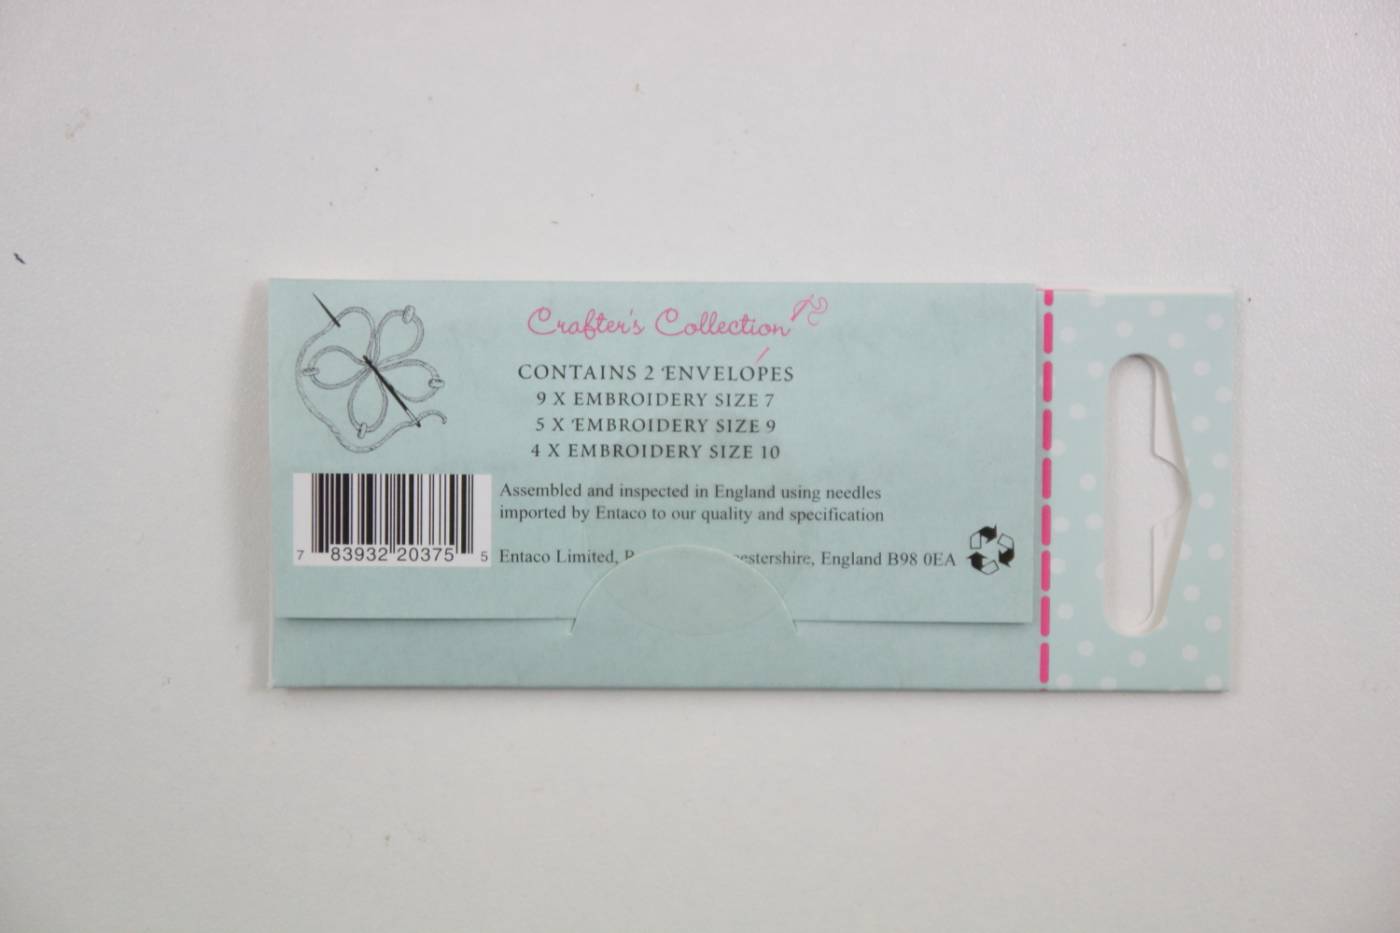 Crafter's Collection
CONTAINS 2 ENVELOPES
9 X EMBROIDERY SIZE 7
5 X EMBROIDERY SIZE 9
4 X EMBROIDERY SIZE 10
Assembled and inspected in England using needles
imported by Entaco to our quality and specification
Entaco Limited, England B98 0EA
7 83932 20375 5